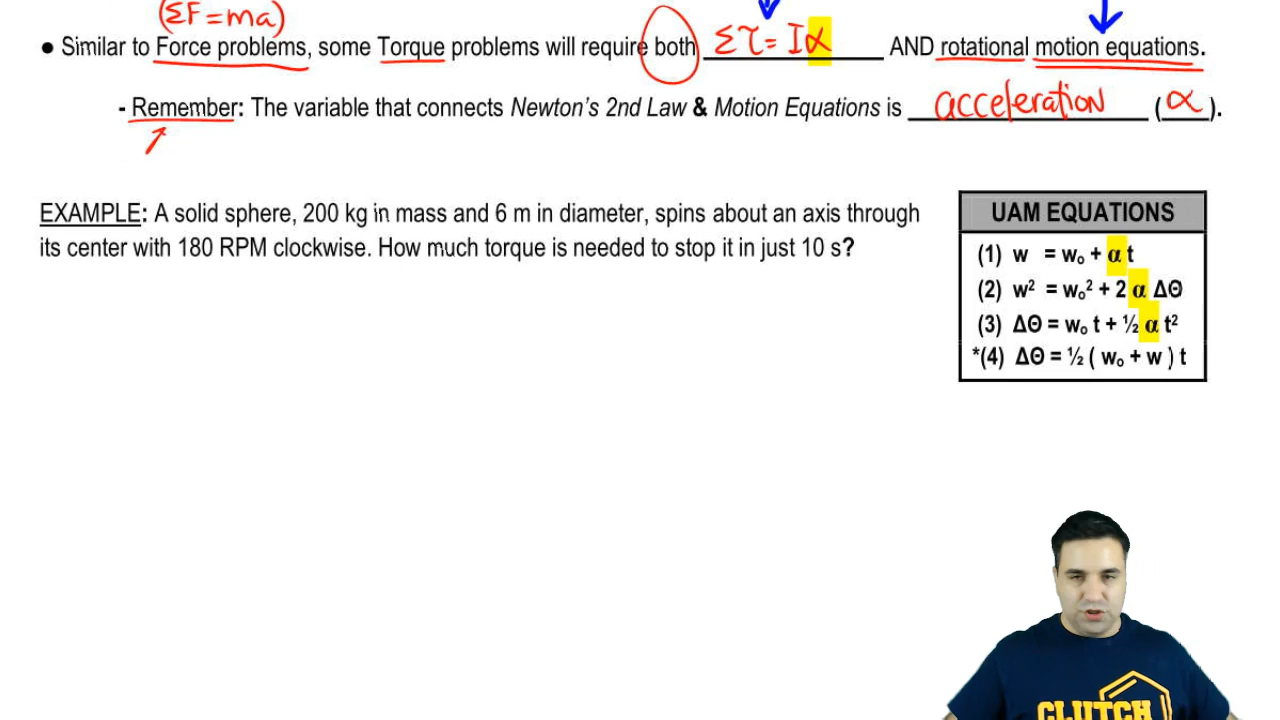 (ΣF=ma)
● Similar to Force problems, some Torque problems will require both Στ= Iα AND rotational motion equations.
- Remember: The variable that connects Newton's 2nd Law & Motion Equations is acceleration (α).
EXAMPLE: A solid sphere, 200 kg in mass and 6 m in diameter, spins about an axis through
its center with 180 RPM clockwise. How much torque is needed to stop it in just 10 s?
UAM EQUATIONS
(1) w = w₀ + α t
(2) w² = w₀² + 2 α ΔΘ
(3) ΔΘ = w₀ t + ½ α t²
*(4) ΔΘ = ½ ( w₀ + w ) t
CLUTCH